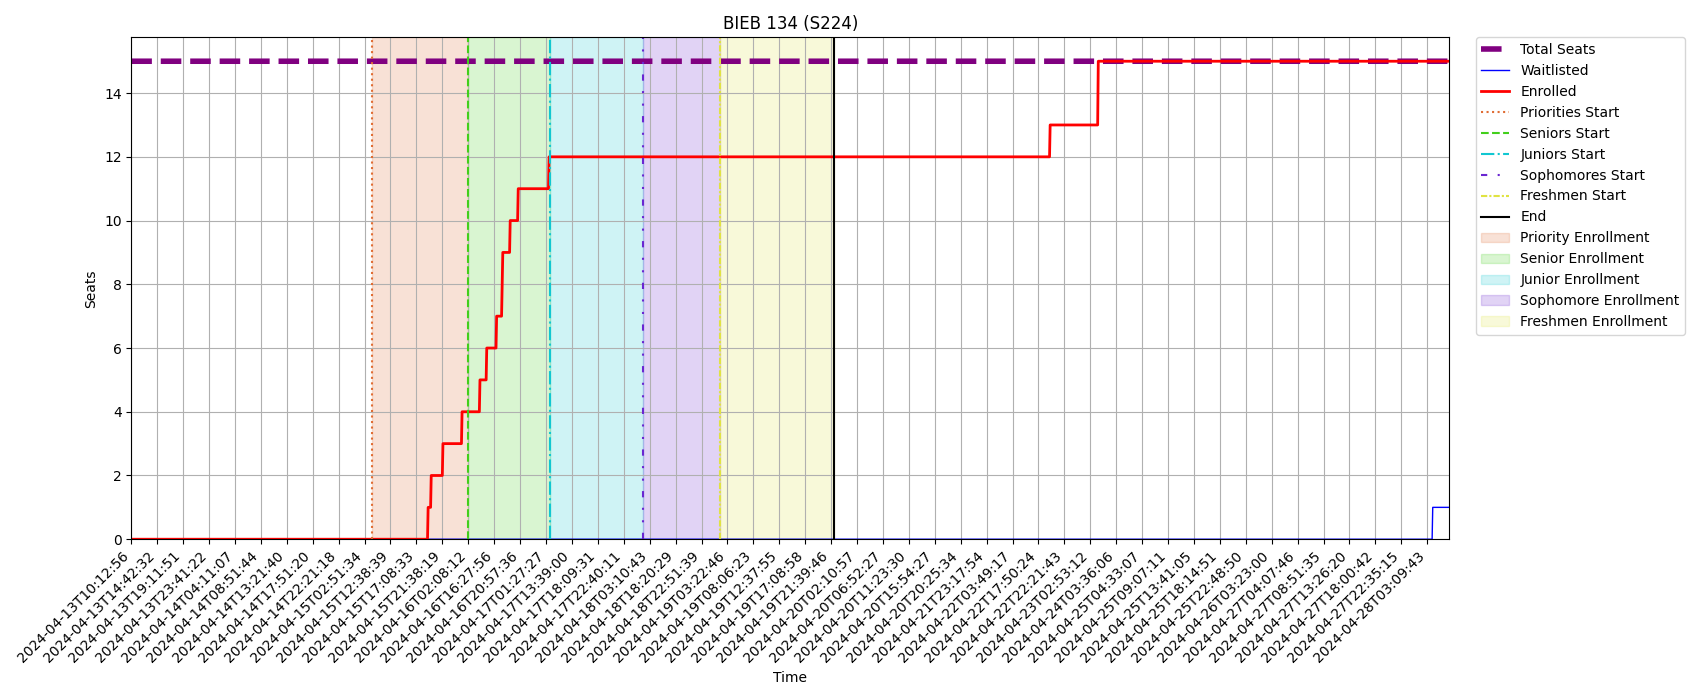 BIEB 134 (S224)
Total Seats
Waitlisted
Enrolled
Priorities Start
Seniors Start
Juniors Start
Sophomores Start
Freshmen Start
End
Priority Enrollment
Senior Enrollment
Junior Enrollment
Sophomore Enrollment
Freshmen Enrollment
Seats
14
12
10
8
6
4
2
0
2024-04-13T10:12:56
2024-04-13T14:42:32
2024-04-13T19:11:51
2024-04-13T23:41:22
2024-04-14T04:11:07
2024-04-14T08:51:44
2024-04-14T13:21:40
2024-04-14T17:51:20
2024-04-14T22:21:18
2024-04-15T02:51:34
2024-04-15T12:38:39
2024-04-15T17:08:33
2024-04-15T21:38:19
2024-04-16T02:08:12
2024-04-16T16:27:56
2024-04-16T20:57:36
2024-04-17T01:27:27
2024-04-17T13:39:00
2024-04-17T18:09:31
2024-04-17T22:40:11
2024-04-18T03:10:43
2024-04-18T18:20:29
2024-04-18T22:51:39
2024-04-19T03:22:46
2024-04-19T08:06:23
2024-04-19T12:37:55
2024-04-19T17:08:58
2024-04-19T21:39:46
2024-04-20T02:10:57
2024-04-20T06:52:27
2024-04-20T11:23:30
2024-04-20T15:54:27
2024-04-20T20:25:34
2024-04-21T23:17:54
2024-04-22T03:49:17
2024-04-22T17:50:24
2024-04-22T22:21:43
2024-04-23T02:53:12
2024-04-24T03:36:06
2024-04-25T04:33:07
2024-04-25T09:07:11
2024-04-25T13:41:05
2024-04-25T18:14:51
2024-04-25T22:48:50
2024-04-26T03:23:00
2024-04-27T04:07:46
2024-04-27T08:51:35
2024-04-27T13:26:20
2024-04-27T18:00:42
2024-04-27T22:35:15
2024-04-28T03:09:43
Time